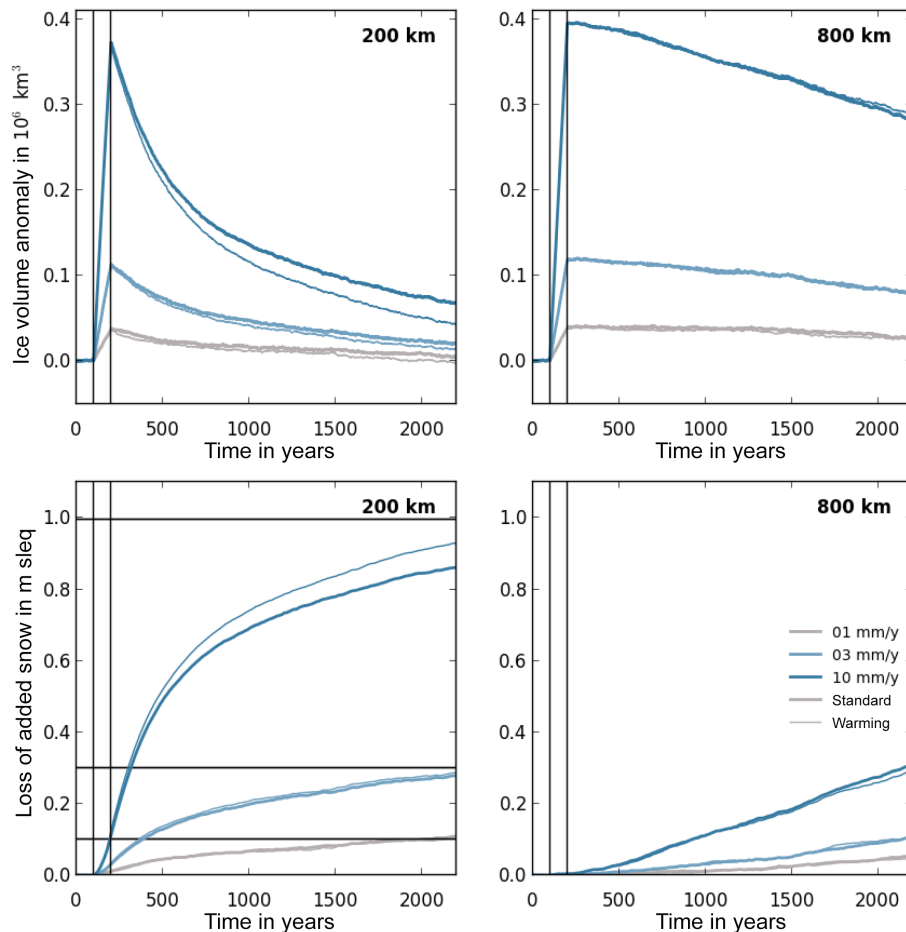 0.4
0.3
0.2
0.1
0.0
Ice volume anomaly in 10⁶ km³
200 km
0 500 1000 1500 2000
Time in years
0.4
0.3
0.2
0.1
0.0
800 km
0 500 1000 1500 2000
Time in years
1.0
0.8
0.6
0.4
0.2
0.0
Loss of added snow in m sleq
200 km
0 500 1000 1500 2000
Time in years
1.0
0.8
0.6
0.4
0.2
0.0
800 km
01 mm/y
03 mm/y
10 mm/y
Standard
Warming
0 500 1000 1500 2000
Time in years